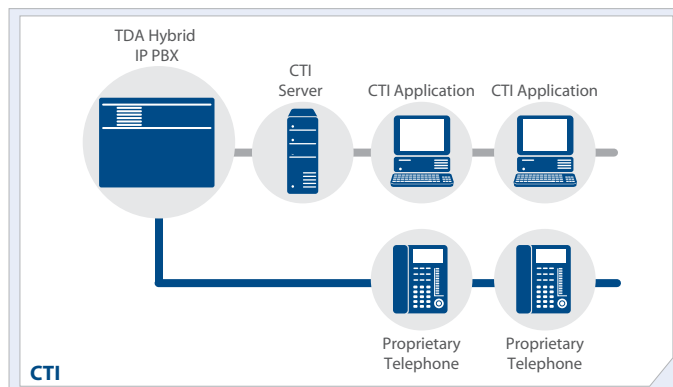 TDA Hybrid
IP PBX
CTI
Server
CTI Application
CTI Application
Proprietary
Telephone
Proprietary
Telephone
CTI